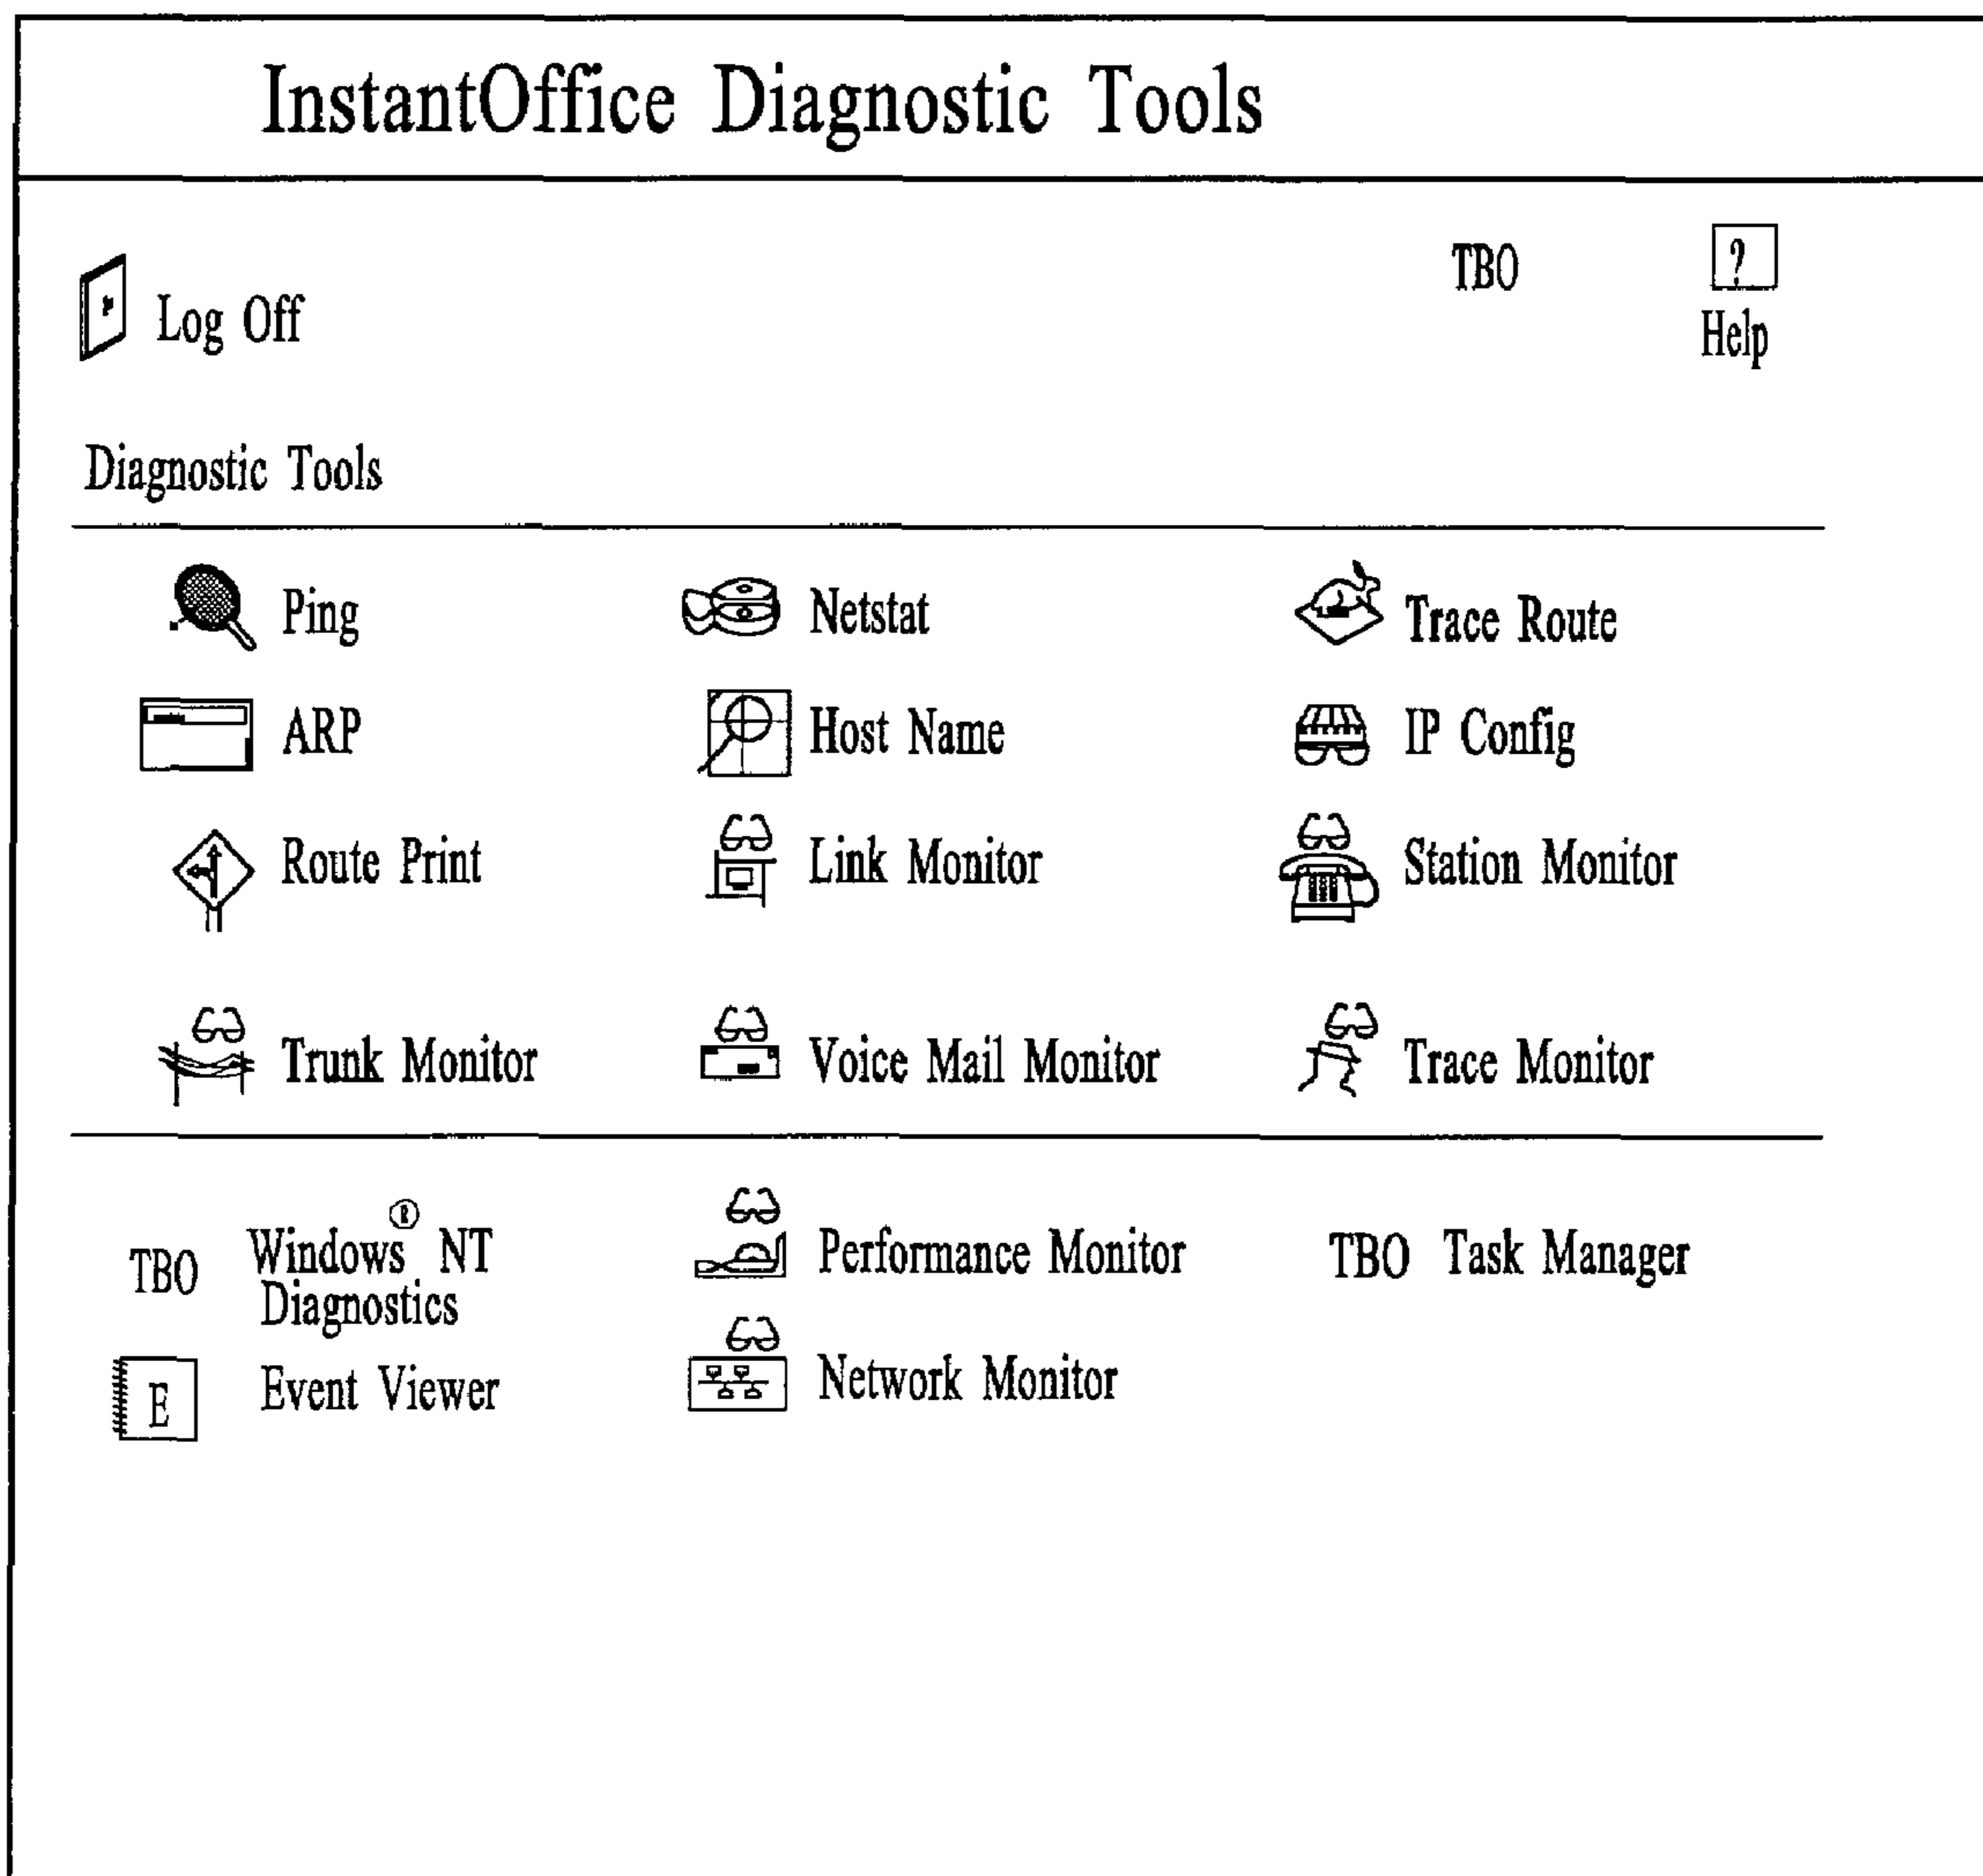 InstantOffice Diagnostic Tools
TBO
?
Log Off
Help
Diagnostic Tools
Ping
Netstat
Trace Route
ARP
Host Name
IP Config
Route Print
Link Monitor
Station Monitor
Trunk Monitor
Voice Mail Monitor
Trace Monitor
TBO Windows® NT
Diagnostics
Performance Monitor
TBO Task Manager
E
Event Viewer
Network Monitor